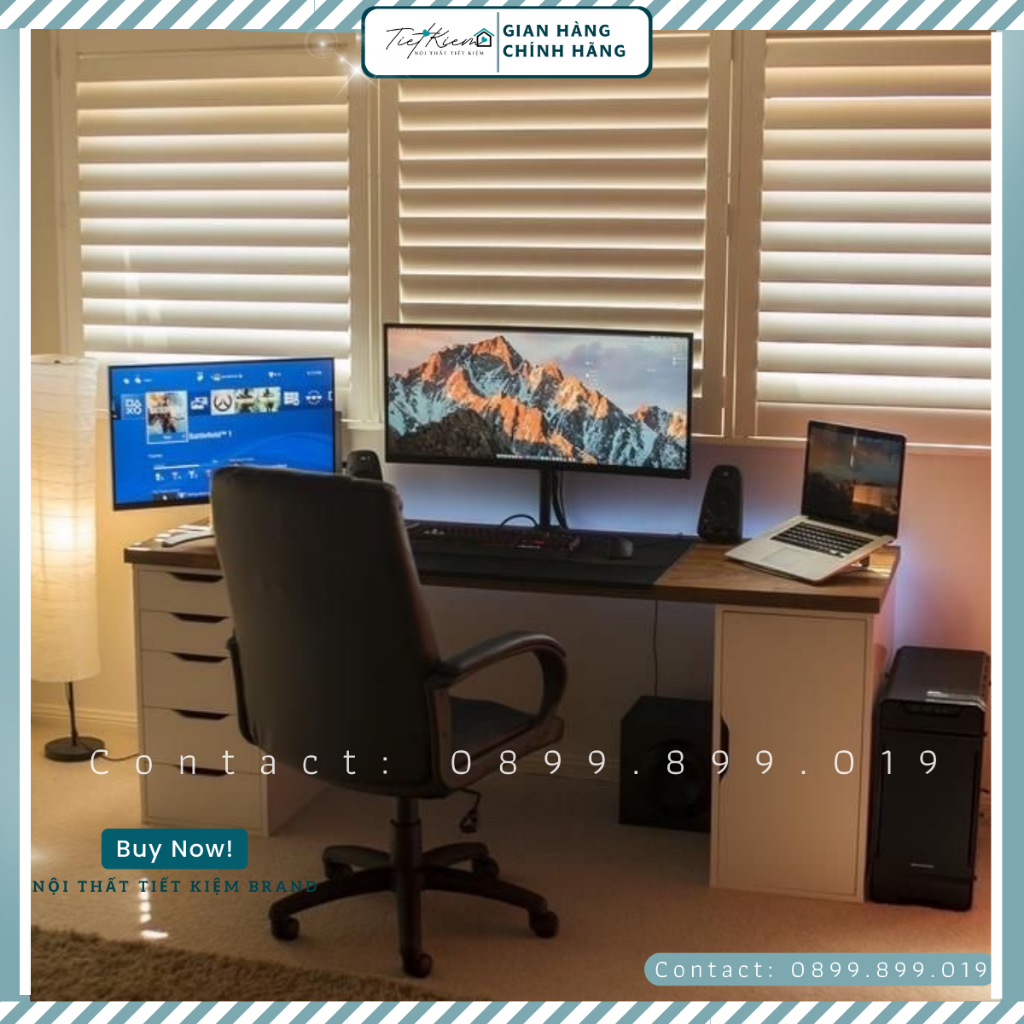 Tiết Kiệm
NỘI THẤT TIẾT KIỆM
GIAN HÀNG
CHÍNH HÃNG
Battlefield™ 1
Contact: 0899.899.019
Buy Now!
NỘI THẤT TIẾT KIỆM BRAND
Contact: 0899.899.019